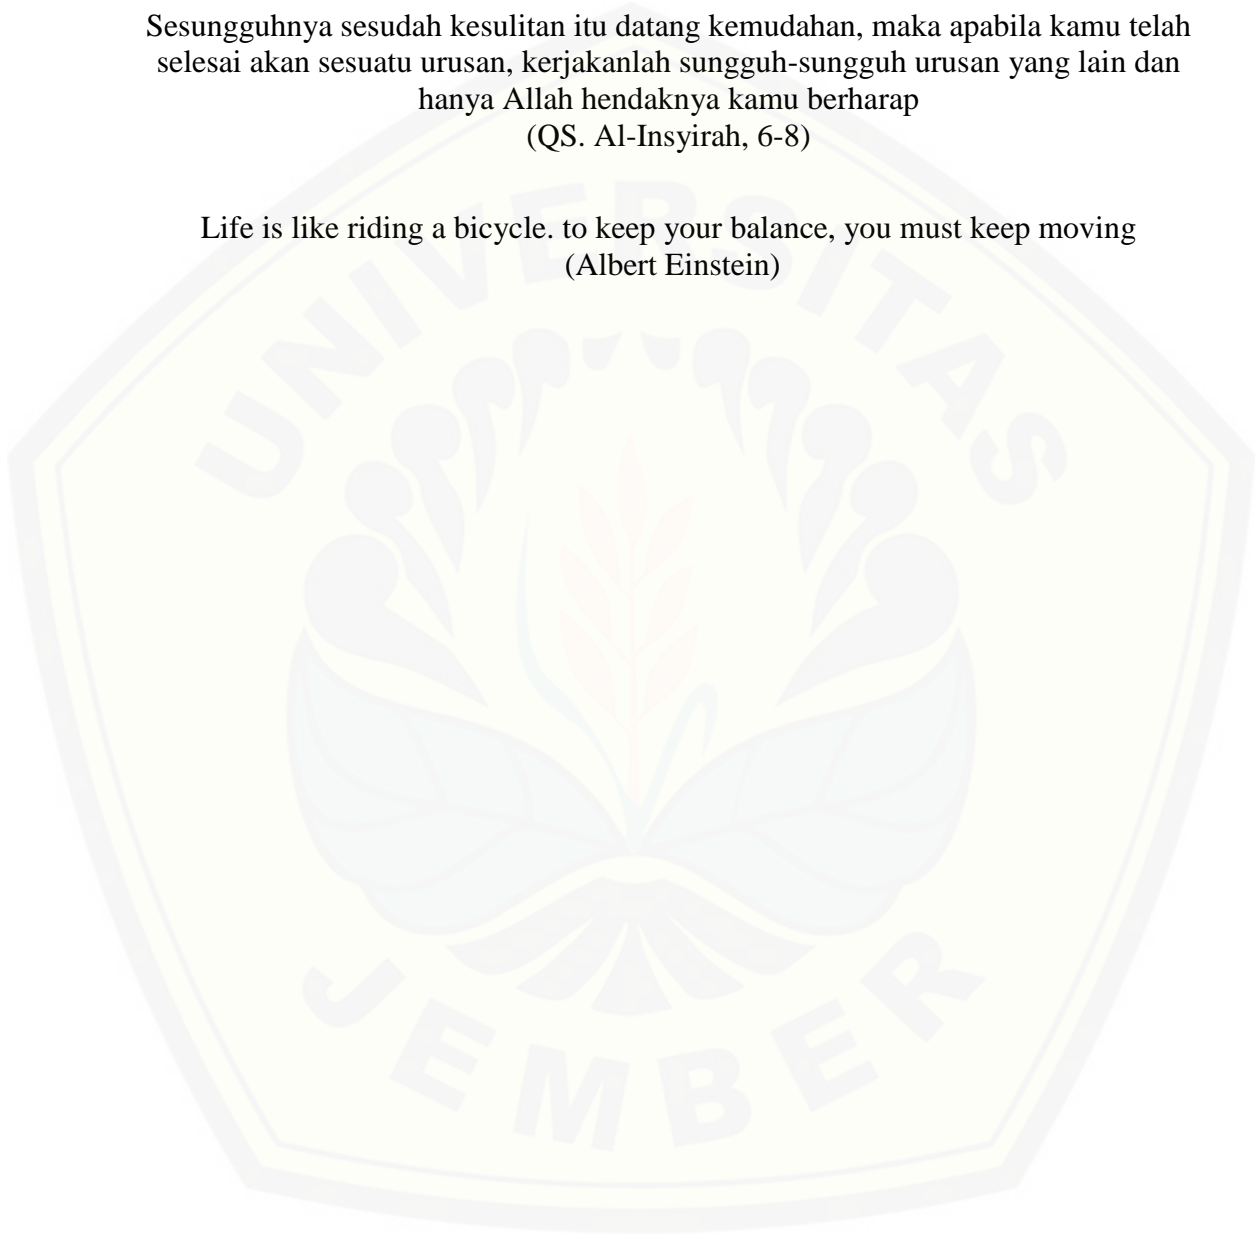 Sesungguhnya sesudah kesulitan itu datang kemudahan, maka apabila kamu telah
selesai akan sesuatu urusan, kerjakanlah sungguh-sungguh urusan yang lain dan
hanya Allah hendaknya kamu berharap
(QS. Al-Insyirah, 6-8)
Life is like riding a bicycle. to keep your balance, you must keep moving
(Albert Einstein)
UNIVERSITAS
JEMBER